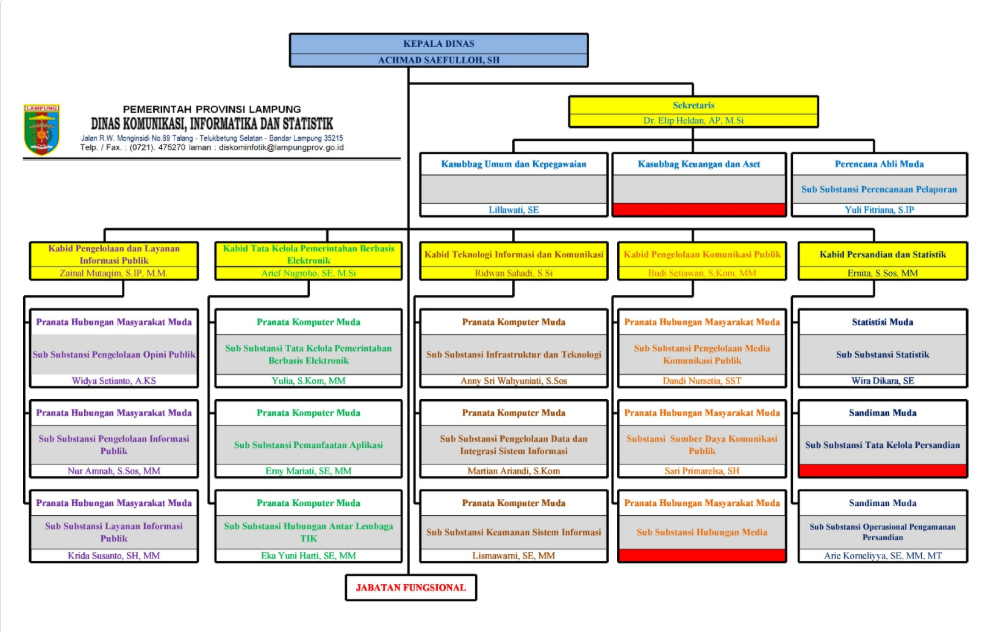 KEPALA DINAS
ACHMAD SAEFULLOH, SH
LAMPUNG
PEMERINTAH PROVINSI LAMPUNG
DINAS KOMUNIKASI, INFORMATIKA DAN STATISTIK
Jalan R.W. Monginsidi No.69 Talang - Telukbetung Selatan - Bandar Lampung 35215
Telp. / Fax. : (0721). 475270 laman : diskominfotik@lampungprov.go.id
Sekretaris
Dr. Elip Heldan, AP, M.Si
Kasubbag Umum dan Kepegawaian
Lillawati, SE
Kasubbag Keuangan dan Aset
Perencana Ahli Muda
Sub Substansi Perencanaan Pelaporan
Yuli Fitriana, S.IP
Kabid Pengelolaan dan Layanan
Informasi Publik
Zainal Mutaqim, S.IP, M.M.
Kabid Tata Kelola Pemerintahan Berbasis
Elektronik
Arief Nugroho, SE, M.Si
Kabid Teknologi Informasi dan Komunikasi
Ridwan Sahadi, S.Si
Kabid Pengelolaan Komunikasi Publik
Budi Setiawan, S.Kom, MM
Kabid Persandian dan Statistik
Ernita, S.Sos, MM
Pranata Hubungan Masyarakat Muda
Sub Substansi Pengelolaan Opini Publik
Widya Setianto, A.KS
Pranata Komputer Muda
Sub Substansi Tata Kelola Pemerintahan
Berbasis Elektronik
Yulia, S.Kom, MM
Pranata Komputer Muda
Sub Substansi Infrastruktur dan Teknologi
Anny Sri Wahyuniati, S.Sos
Pranata Hubungan Masyarakat Muda
Sub Substansi Pengelolaan Media
Komunikasi Publik
Dandi Nursetia, SST
Statistisi Muda
Sub Substansi Statistik
Wira Dikara, SE
Pranata Hubungan Masyarakat Muda
Sub Substansi Pengelolaan Informasi
Publik
Nur Amnah, S.Sos, MM
Pranata Komputer Muda
Sub Substansi Pemanfaatan Aplikasi
Emy Mariati, SE, MM
Pranata Komputer Muda
Sub Substansi Pengelolaan Data dan
Integrasi Sistem Informasi
Martian Ariandi, S.Kom
Pranata Hubungan Masyarakat Muda
Substansi Sumber Daya Komunikasi
Publik
Sari Primarelsa, SH
Sandiman Muda
Sub Substansi Tata Kelola Persandian
Pranata Hubungan Masyarakat Muda
Sub Substansi Layanan Informasi
Publik
Krida Susanto, SH, MM
Pranata Komputer Muda
Sub Substansi Hubungan Antar Lembaga
TIK
Eka Yuni Harti, SE, MM
Pranata Komputer Muda
Sub Substansi Keamanan Sistem Informasi
Lismawarni, SE, MM
Pranata Hubungan Masyarakat Muda
Sub Substansi Hubungan Media
Sandiman Muda
Sub Substansi Operasional Pengamanan
Persandian
Arie Korneliyya, SE, MM, MT
JABATAN FUNGSIONAL